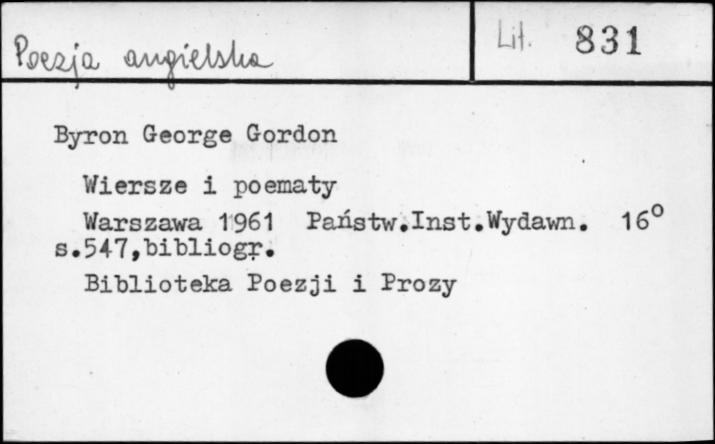 Poezja angielska
Lit. 831
Byron George Gordon
Wiersze i poematy
Warszawa 1961 Państw.Inst.Wydawn. 16°
s.547,bibliogr.
Biblioteka Poezji i Prozy